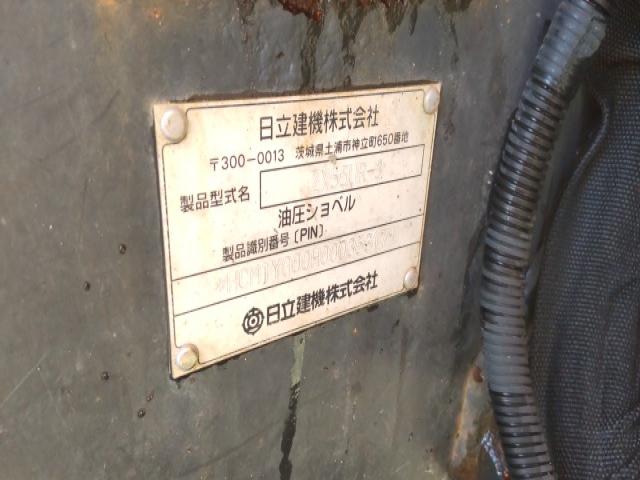 日立建機株式会社
〒300-0013 茨城県土浦市神立町650番地
製品型式名
油圧ショベル
製品識別番号〔PIN〕
日立建機株式会社